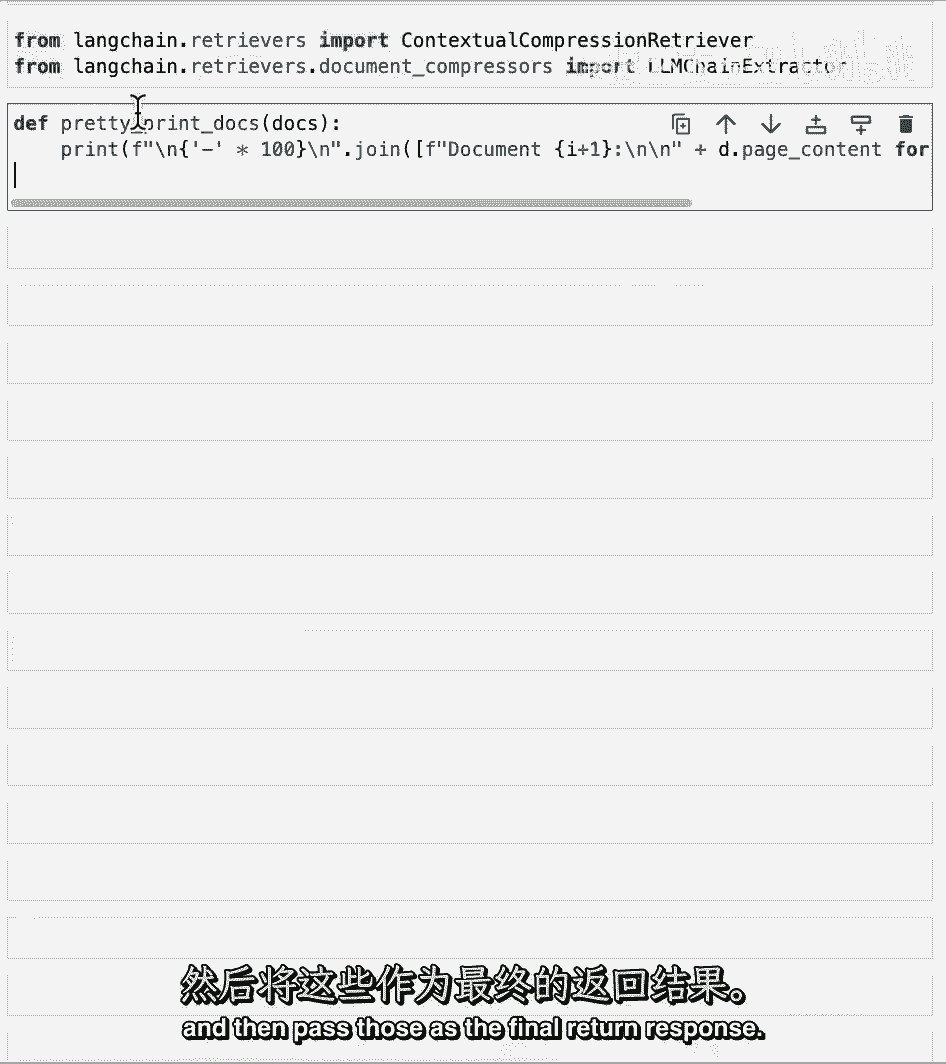 from langchain.retrievers import ContextualCompressionRetriever
from langchain.retrievers.document_compressors import LLMChainExtractor
def pretty_print_docs(docs):
    print(f"\n{'-' * 100}\n".join([f"Document {i+1}:\n\n" + d.page_content for
然后将这些作为最终的返回结果。
and then pass those as the final return response.